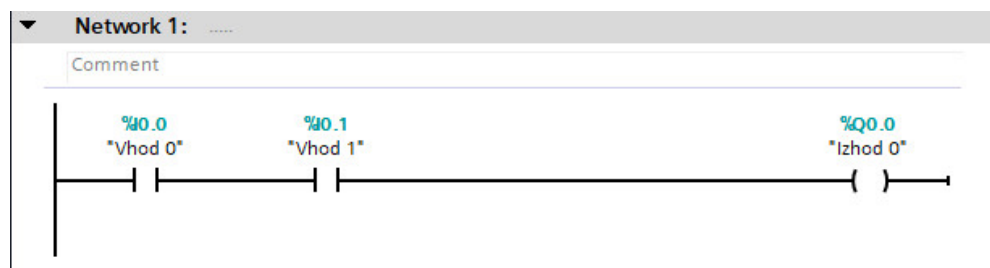 Network 1: .....
Comment
%I0.0 %I0.1 %Q0.0
"Vhod 0" "Vhod 1" "Izhod 0"